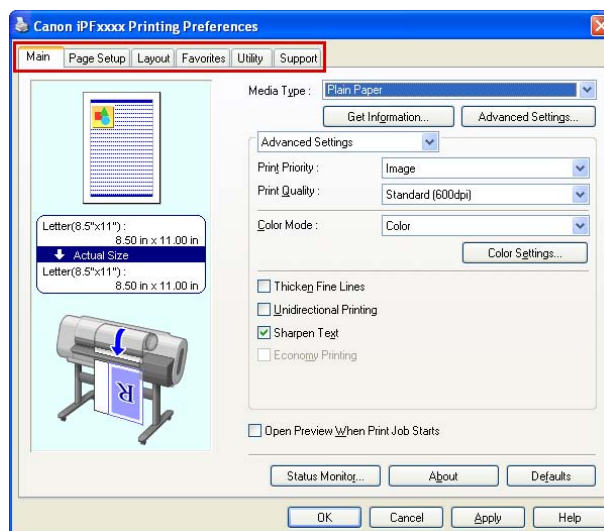 Canon iPFxxxx Printing Preferences
Main Page Setup Layout Favorites Utility Support
Media Type : Plain Paper
Get Information... Advanced Settings...
Advanced Settings
Print Priority : Image
Print Quality : Standard (600dpi)
Color Mode : Color
Color Settings...
Letter(8.5"x11") :
8.50 in x 11.00 in
Actual Size
Letter(8.5"x11") :
8.50 in x 11.00 in
Thicken Fine Lines
Unidirectional Printing
Sharpen Text
Economy Printing
R
Open Preview When Print Job Starts
Status Monitor... About Defaults
OK Cancel Apply Help